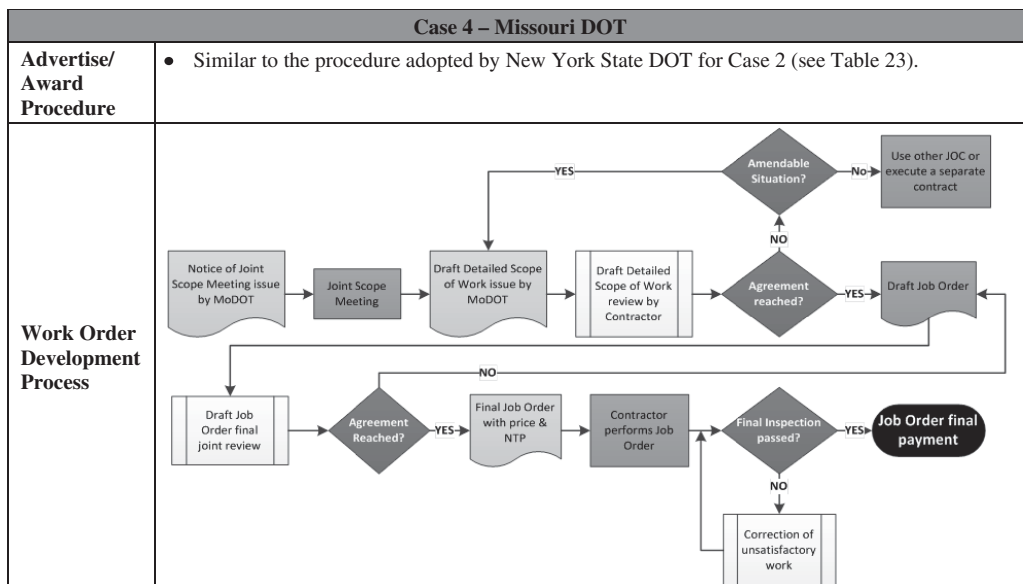 Case 4 – Missouri DOT
Advertise/
Award
Procedure
• Similar to the procedure adopted by New York State DOT for Case 2 (see Table 23).
Work Order
Development
Process
Amendable
Situation?
YES
No
Use other JOC or
execute a separate
contract
NO
Notice of Joint
Scope Meeting issue
by MoDOT
Joint Scope
Meeting
Draft Detailed Scope
of Work issue by
MoDOT
Draft Detailed
Scope of Work
review by
Contractor
Agreement
reached?
YES
Draft Job Order
NO
Draft Job
Order final
joint review
Agreement
Reached?
YES
Final Job Order
with price &
NTP
Contractor
performs Job
Order
Final Inspection
passed?
YES
Job Order final
payment
NO
Correction of
unsatisfactory
work